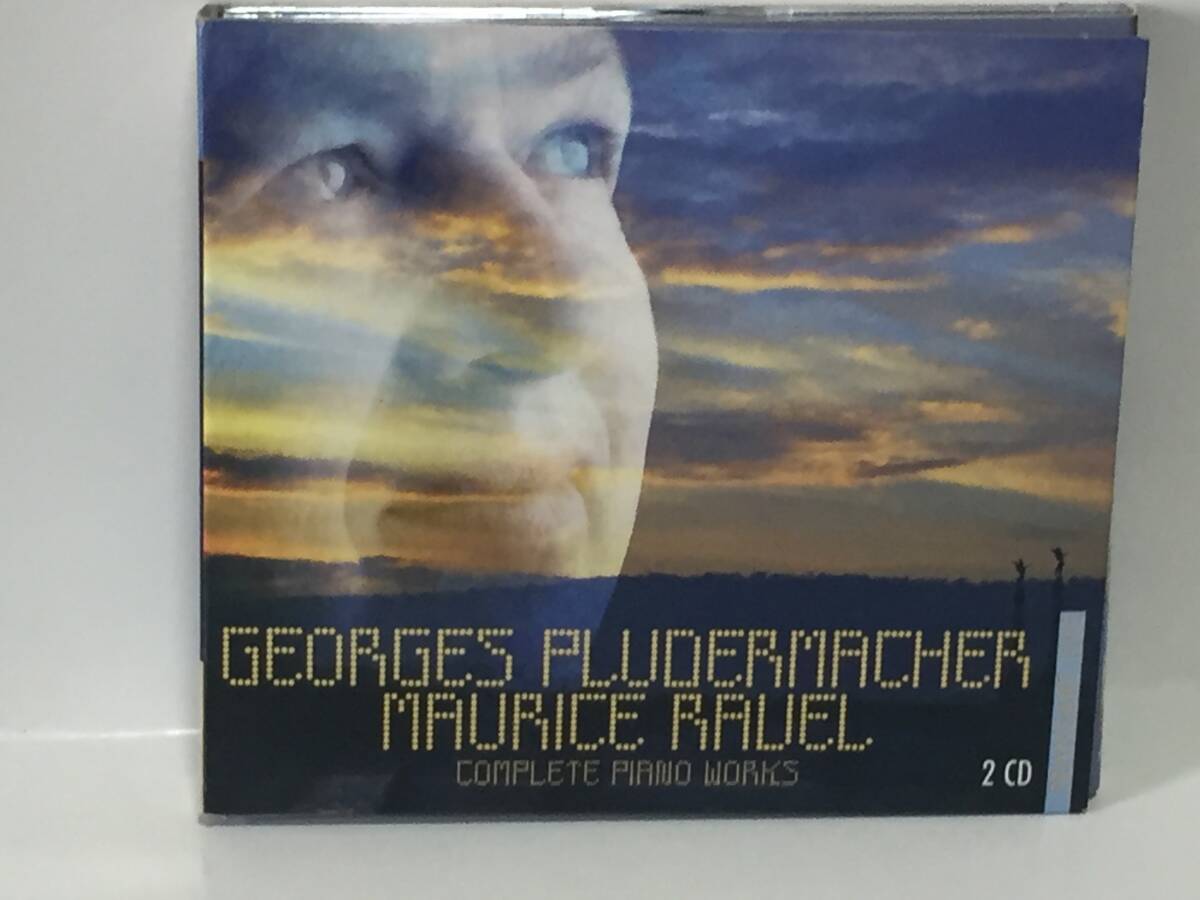 GEORGES PLUDERMACHER
MAURICE RAVEL
COMPLETE PIANO WORKS
2 CD